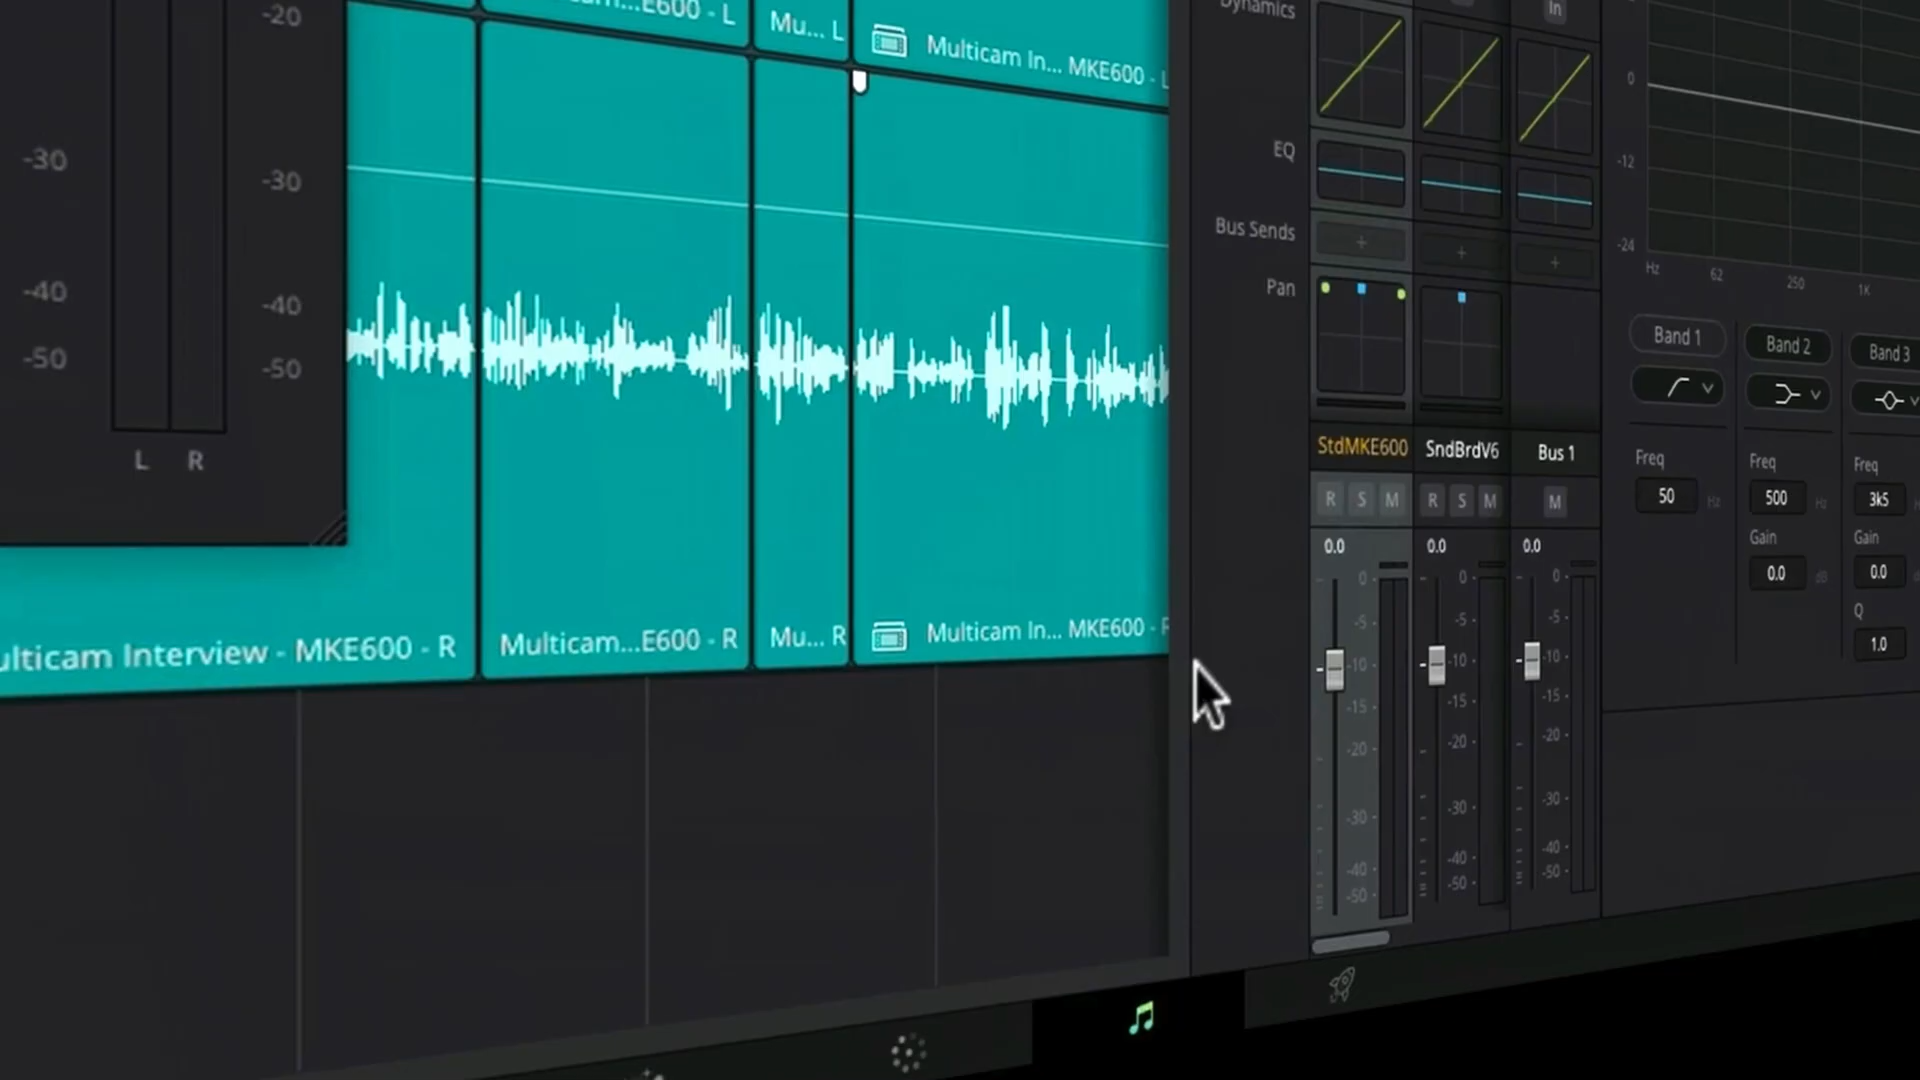 -20
-30
-30
-40
-40
-50
-50
L R
...E600 - L
Mu... L
Multicam In... MKE600 - L
ulticam Interview - MKE600 - R
Multicam...E600 - R
Mu... R
Multicam In... MKE600 - R
Dynamics
In
EQ
Bus Sends
+ + +
Pan
StdMKE600 SndBrdV6 Bus 1
R S M R S M M
0.0 0.0 0.0
0 0 0
-5 -5 -5
-10 -10 -10
-15 -15 -15
-20 -20 -20
-30 -30 -30
-40 -40 -40
-50 -50 -50
0
-12
-24
Hz 62 250 1K
Band 1 Band 2 Band 3
Freq Freq Freq
50 Hz 500 Hz 3k5
Gain Gain
0.0 dB 0.0
Q
1.0